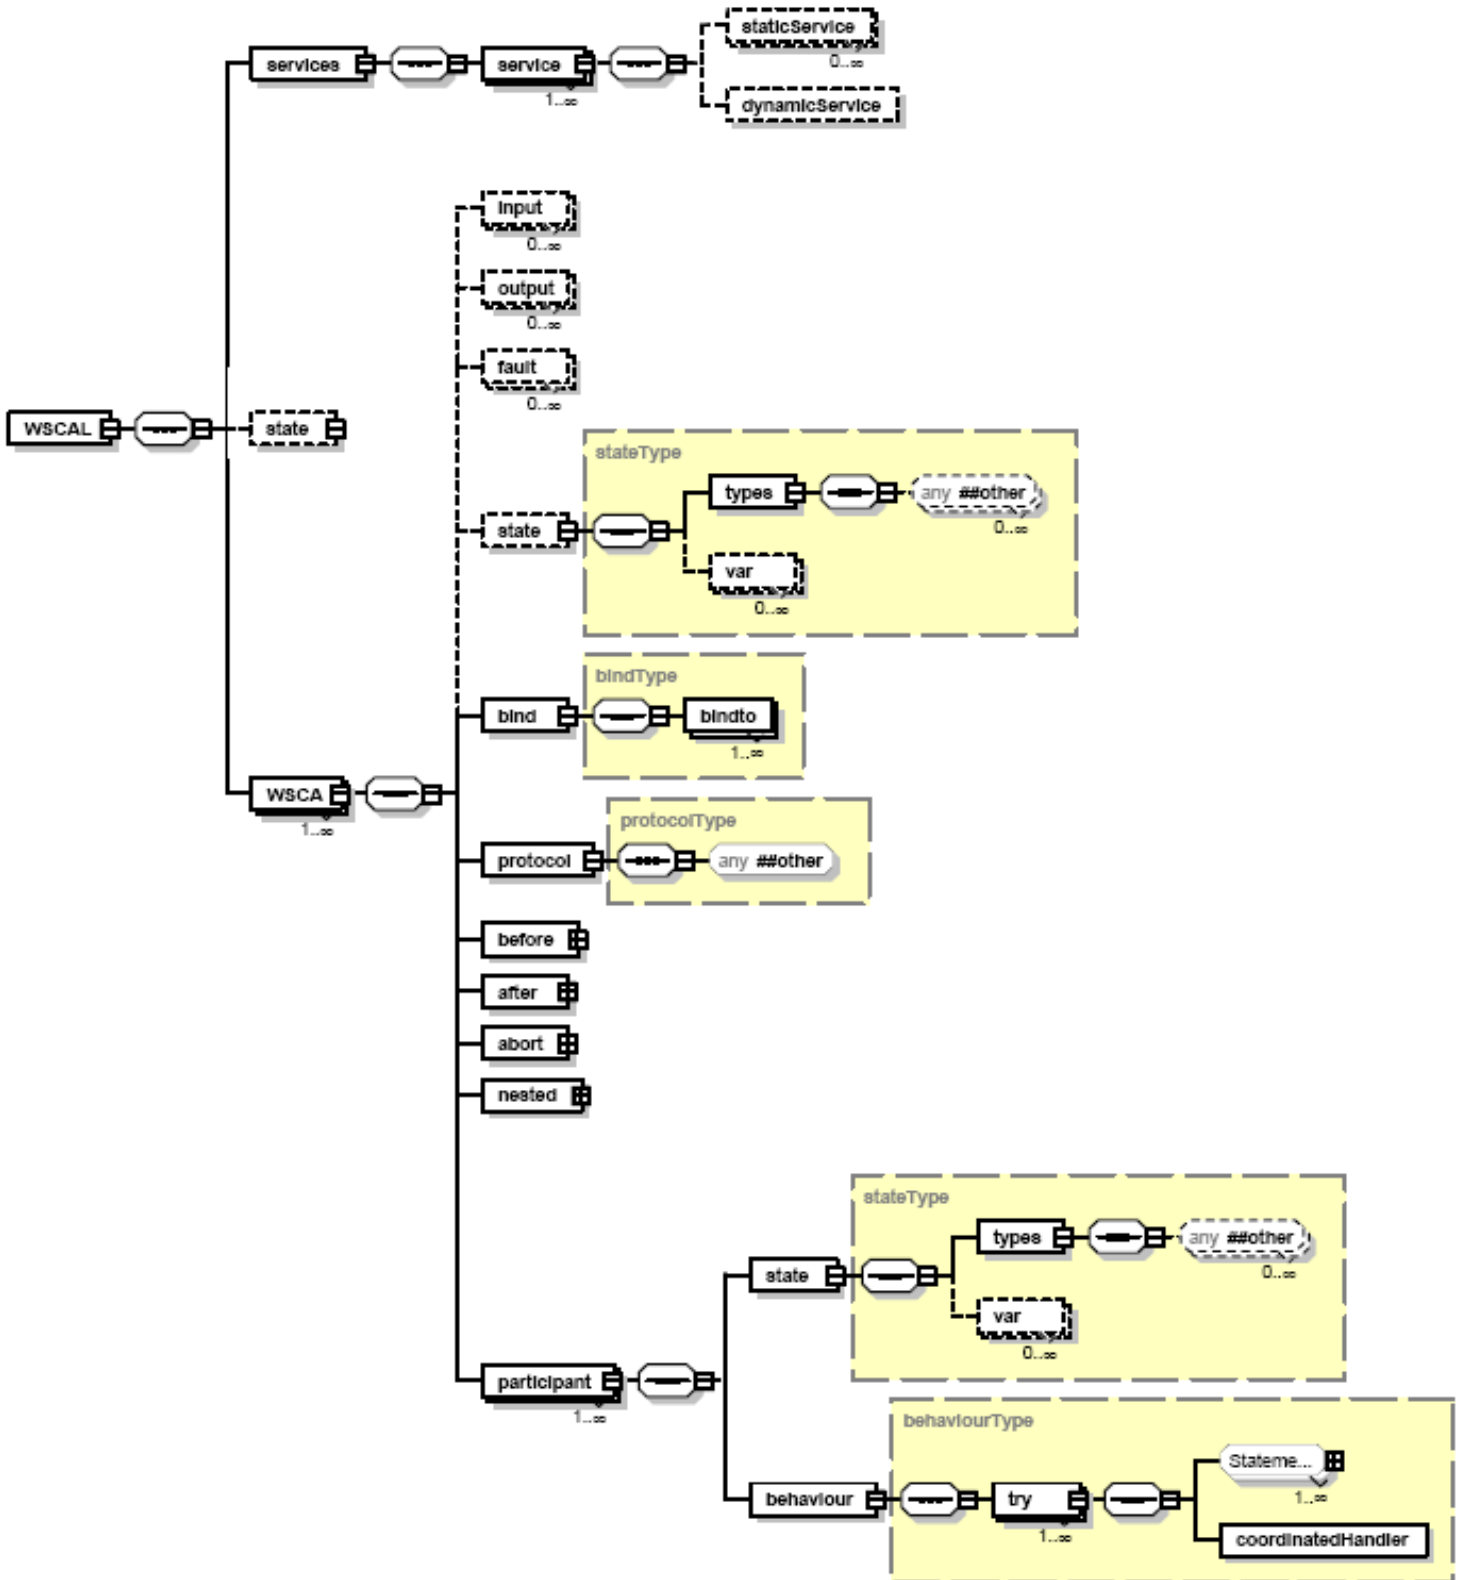 staticService
0..∞
services
service
1..∞
dynamicService
input
0..∞
output
0..∞
fault
0..∞
WSCAL
state
stateType
types
any ##other
0..∞
state
var
0..∞
bindType
bind
bindto
1..∞
WSCA
1..∞
protocolType
protocol
any ##other
before
after
abort
nested
stateType
types
any ##other
0..∞
state
var
0..∞
participant
1..∞
behaviourType
Stateme...
1..∞
behaviour
try
1..∞
coordinatedHandler